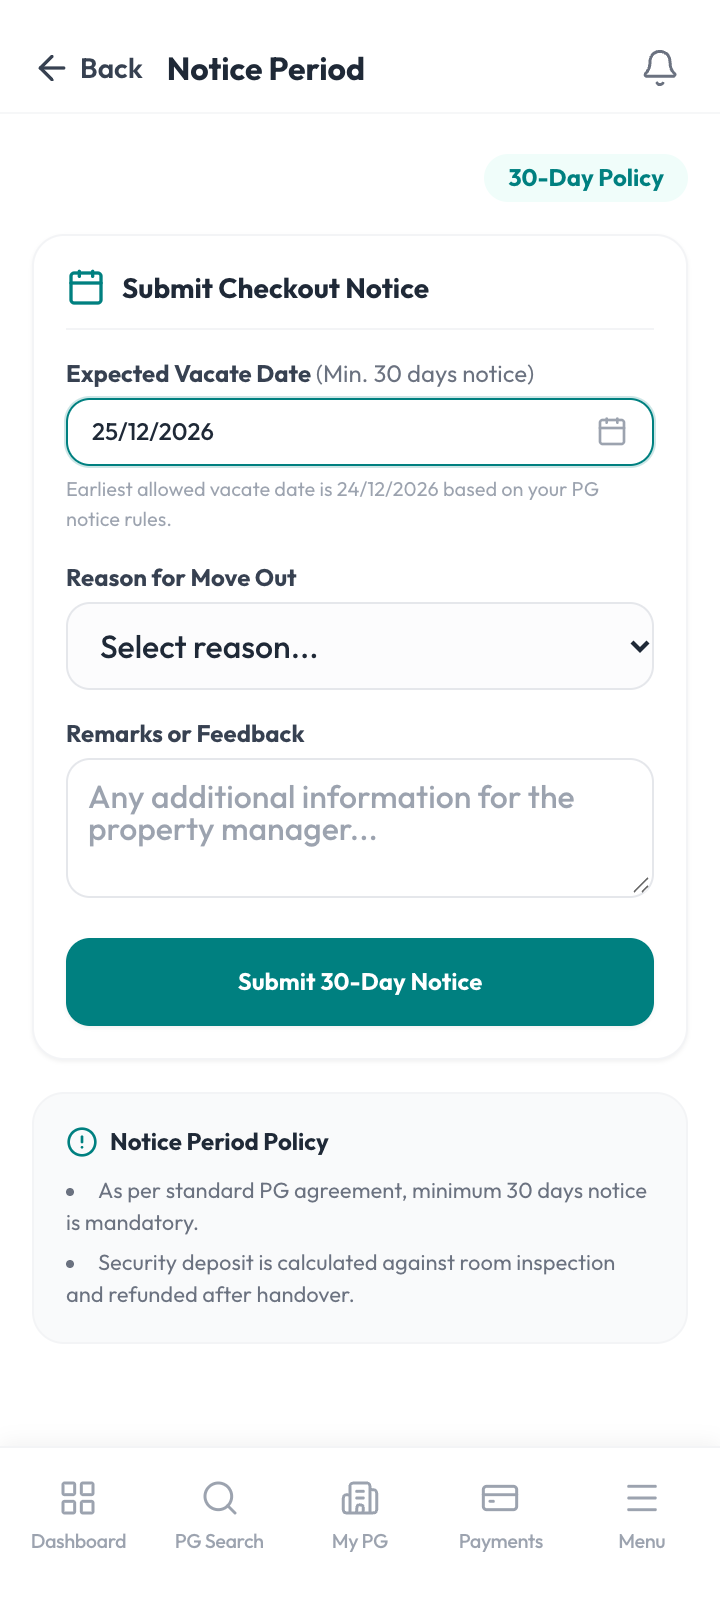 Back Notice Period
30-Day Policy
Submit Checkout Notice
Expected Vacate Date (Min. 30 days notice)
25/12/2026
Earliest allowed vacate date is 24/12/2026 based on your PG
notice rules.
Reason for Move Out
Select reason...
Remarks or Feedback
Any additional information for the
property manager...
Submit 30-Day Notice
Notice Period Policy
• As per standard PG agreement, minimum 30 days notice
is mandatory.
• Security deposit is calculated against room inspection
and refunded after handover.
Dashboard PG Search My PG Payments Menu